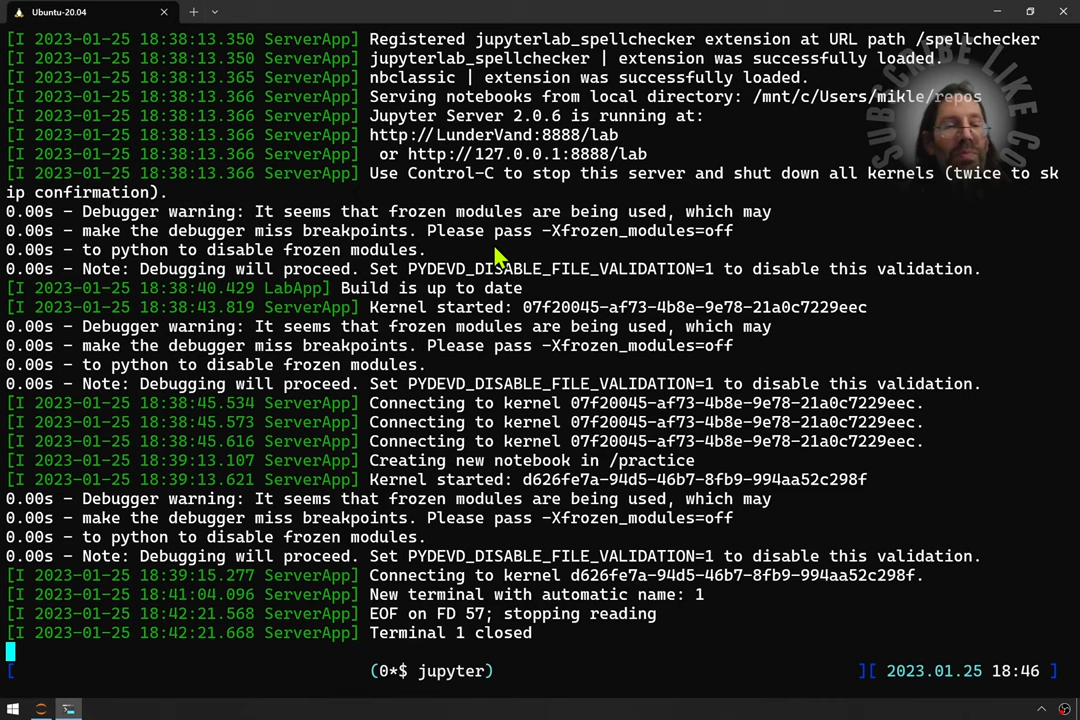 Ubuntu-20.04
[I 2023-01-25 18:38:13.350 ServerApp] Registered jupyterlab_spellchecker extension at URL path /spellchecker
[I 2023-01-25 18:38:13.350 ServerApp] jupyterlab_spellchecker | extension was successfully loaded.
[I 2023-01-25 18:38:13.365 ServerApp] nbclassic | extension was successfully loaded.
[I 2023-01-25 18:38:13.366 ServerApp] Serving notebooks from local directory: /mnt/c/Users/mikle/repos
[I 2023-01-25 18:38:13.366 ServerApp] Jupyter Server 2.0.6 is running at:
[I 2023-01-25 18:38:13.366 ServerApp] http://LunderVand:8888/lab
[I 2023-01-25 18:38:13.366 ServerApp]  or http://127.0.0.1:8888/lab
[I 2023-01-25 18:38:13.366 ServerApp] Use Control-C to stop this server and shut down all kernels (twice to sk
ip confirmation).
0.00s - Debugger warning: It seems that frozen modules are being used, which may
0.00s - make the debugger miss breakpoints. Please pass -Xfrozen_modules=off
0.00s - to python to disable frozen modules.
0.00s - Note: Debugging will proceed. Set PYDEVD_DISABLE_FILE_VALIDATION=1 to disable this validation.
[I 2023-01-25 18:38:40.429 LabApp] Build is up to date
[I 2023-01-25 18:38:43.819 ServerApp] Kernel started: 07f20045-af73-4b8e-9e78-21a0c7229eec
0.00s - Debugger warning: It seems that frozen modules are being used, which may
0.00s - make the debugger miss breakpoints. Please pass -Xfrozen_modules=off
0.00s - to python to disable frozen modules.
0.00s - Note: Debugging will proceed. Set PYDEVD_DISABLE_FILE_VALIDATION=1 to disable this validation.
[I 2023-01-25 18:38:45.534 ServerApp] Connecting to kernel 07f20045-af73-4b8e-9e78-21a0c7229eec.
[I 2023-01-25 18:38:45.573 ServerApp] Connecting to kernel 07f20045-af73-4b8e-9e78-21a0c7229eec.
[I 2023-01-25 18:38:45.616 ServerApp] Connecting to kernel 07f20045-af73-4b8e-9e78-21a0c7229eec.
[I 2023-01-25 18:39:13.107 ServerApp] Creating new notebook in /practice
[I 2023-01-25 18:39:13.621 ServerApp] Kernel started: d626fe7a-94d5-46b7-8fb9-994aa52c298f
0.00s - Debugger warning: It seems that frozen modules are being used, which may
0.00s - make the debugger miss breakpoints. Please pass -Xfrozen_modules=off
0.00s - to python to disable frozen modules.
0.00s - Note: Debugging will proceed. Set PYDEVD_DISABLE_FILE_VALIDATION=1 to disable this validation.
[I 2023-01-25 18:39:15.277 ServerApp] Connecting to kernel d626fe7a-94d5-46b7-8fb9-994aa52c298f.
[I 2023-01-25 18:41:04.096 ServerApp] New terminal with automatic name: 1
[I 2023-01-25 18:42:21.568 ServerApp] EOF on FD 57; stopping reading
[I 2023-01-25 18:42:21.668 ServerApp] Terminal 1 closed
[ (0*$ jupyter) ][ 2023.01.25 18:46 ]
SUBSCRIBE LIKE CO